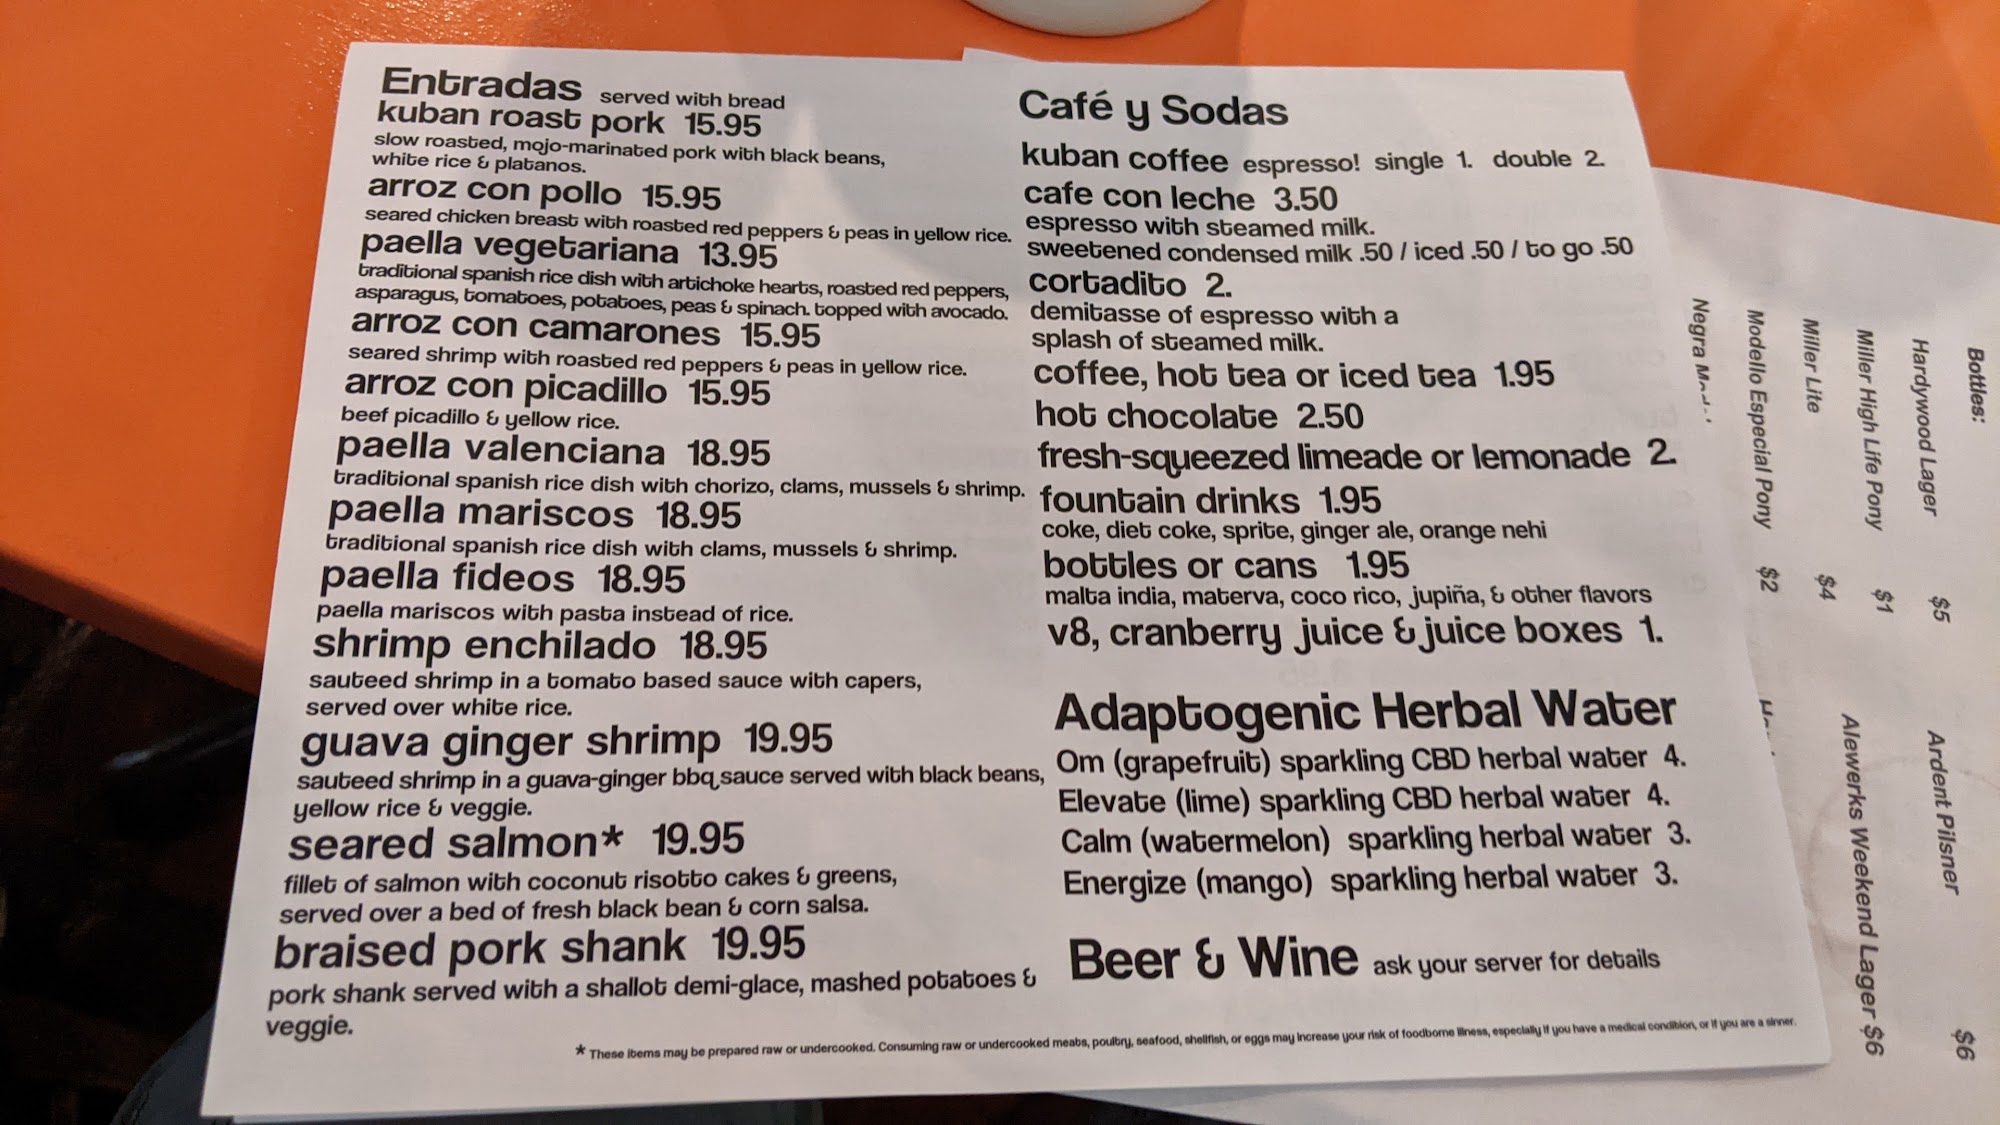 Entradas served with bread
kuban roast pork 15.95
slow roasted, mojo-marinated pork with black beans,
white rice & platanos.
arroz con pollo 15.95
seared chicken breast with roasted red peppers & peas in yellow rice.
paella vegetariana 13.95
traditional spanish rice dish with artichoke hearts, roasted red peppers,
asparagus, tomatoes, potatoes, peas & spinach. topped with avocado.
arroz con camarones 15.95
seared shrimp with roasted red peppers & peas in yellow rice.
arroz con picadillo 15.95
beef picadillo & yellow rice.
paella valenciana 18.95
traditional spanish rice dish with chorizo, clams, mussels & shrimp.
paella mariscos 18.95
traditional spanish rice dish with clams, mussels & shrimp.
paella fideos 18.95
paella mariscos with pasta instead of rice.
shrimp enchilado 18.95
sauteed shrimp in a tomato based sauce with capers,
served over white rice.
guava ginger shrimp 19.95
sauteed shrimp in a guava-ginger bbq sauce served with black beans,
yellow rice & veggie.
seared salmon* 19.95
fillet of salmon with coconut risotto cakes & greens,
served over a bed of fresh black bean & corn salsa.
braised pork shank 19.95
pork shank served with a shallot demi-glace, mashed potatoes &
veggie.
Café y Sodas
kuban coffee espresso! single 1. double 2.
cafe con leche 3.50
espresso with steamed milk.
sweetened condensed milk .50 / iced .50 / to go .50
cortadito 2.
demitasse of espresso with a
splash of steamed milk.
coffee, hot tea or iced tea 1.95
hot chocolate 2.50
fresh-squeezed limeade or lemonade 2.
fountain drinks 1.95
coke, diet coke, sprite, ginger ale, orange nehi
bottles or cans 1.95
malta india, materva, coco rico, jupiña, & other flavors
v8, cranberry juice & juice boxes 1.
Adaptogenic Herbal Water
Om (grapefruit) sparkling CBD herbal water 4.
Elevate (lime) sparkling CBD herbal water 4.
Calm (watermelon) sparkling herbal water 3.
Energize (mango) sparkling herbal water 3.
Beer & Wine ask your server for details
* These items may be prepared raw or undercooked. Consuming raw or undercooked meats, poultry, seafood, shellfish, or eggs may increase your risk of foodborne illness, especially if you have a medical condition, or if you are a sinner.
Bottles:
Hardywood Lager $5
Ardent Pilsner $6
Miller High Life Pony $1
Alewerks Weekend Lager $6
Miller Lite $4
Modello Especial Pony $2
Negra